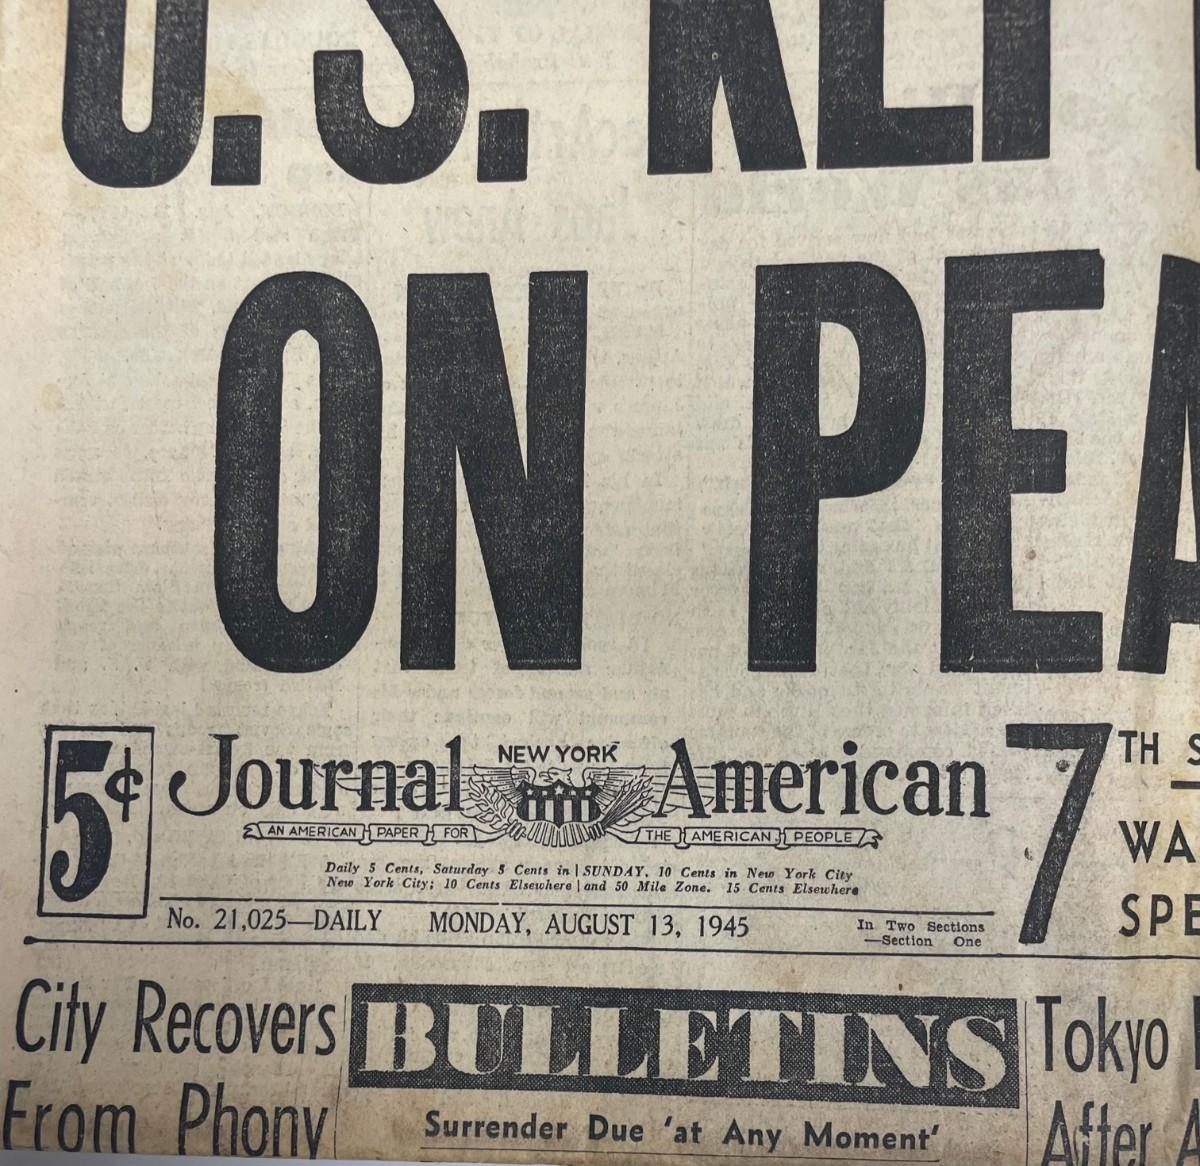 U.S. KEPT
ON PEA
5¢
Journal NEW YORK American
AN AMERICAN PAPER FOR THE AMERICAN PEOPLE
Daily 5 Cents, Saturday 5 Cents in | SUNDAY, 10 Cents in New York City
New York City; 10 Cents Elsewhere | and 50 Mile Zone. 15 Cents Elsewhere
No. 21,025—DAILY MONDAY, AUGUST 13, 1945
In Two Sections
—Section One
7TH S
WA
SPE
City Recovers
From Phony
BULLETINS
Surrender Due 'at Any Moment'
Tokyo
After A